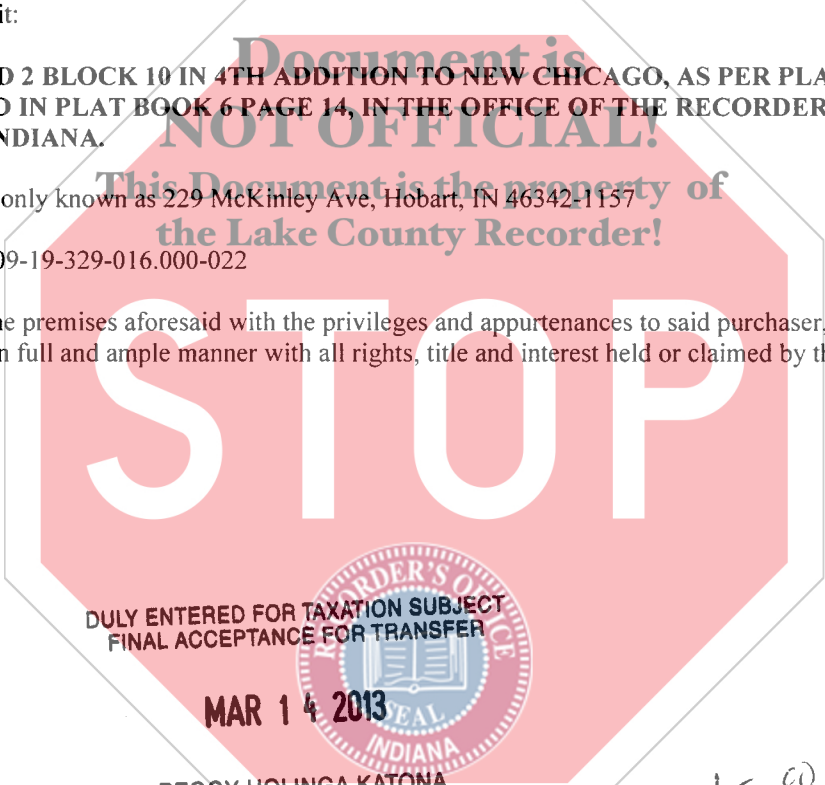 it:
Document is
D 2 BLOCK 10 IN 4TH ADDITION TO NEW CHICAGO, AS PER PLA
D IN PLAT BOOK 6 PAGE 14, IN THE OFFICE OF THE RECORDER
NDIANA.
NOT OFFICIAL!
This Document is the property of
only known as 229 McKinley Ave, Hobart, IN 46342-1157
the Lake County Recorder!
09-19-329-016.000-022
e premises aforesaid with the privileges and appurtenances to said purchaser,
n full and ample manner with all rights, title and interest held or claimed by th
STOP
RECORDER'S OFFICE
SEAL
INDIANA
DULY ENTERED FOR TAXATION SUBJECT
FINAL ACCEPTANCE FOR TRANSFER
MAR 14 2013
PEGGY HOLINGA KATONA